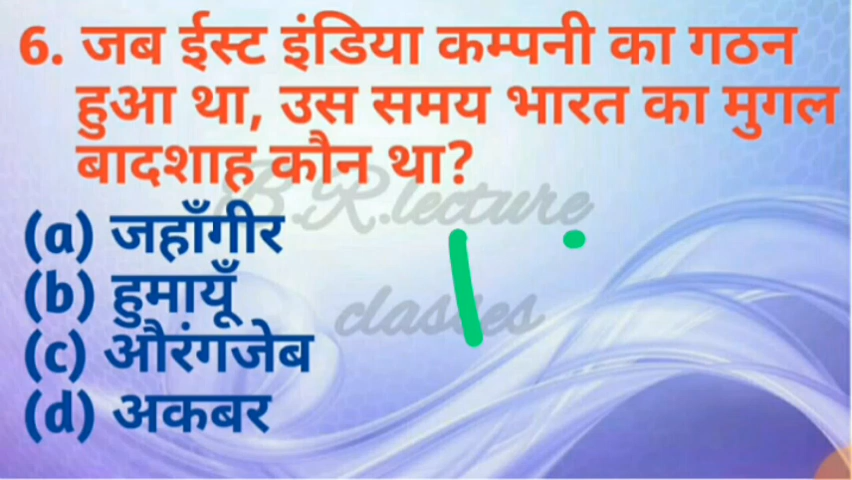 6. जब ईस्ट इंडिया कम्पनी का गठन
हुआ था, उस समय भारत का मुगल
बादशाह कौन था?
B.R.lecture
(a) जहाँगीर
(b) हुमायूँ
classes
(c) औरंगजेब
(d) अकबर